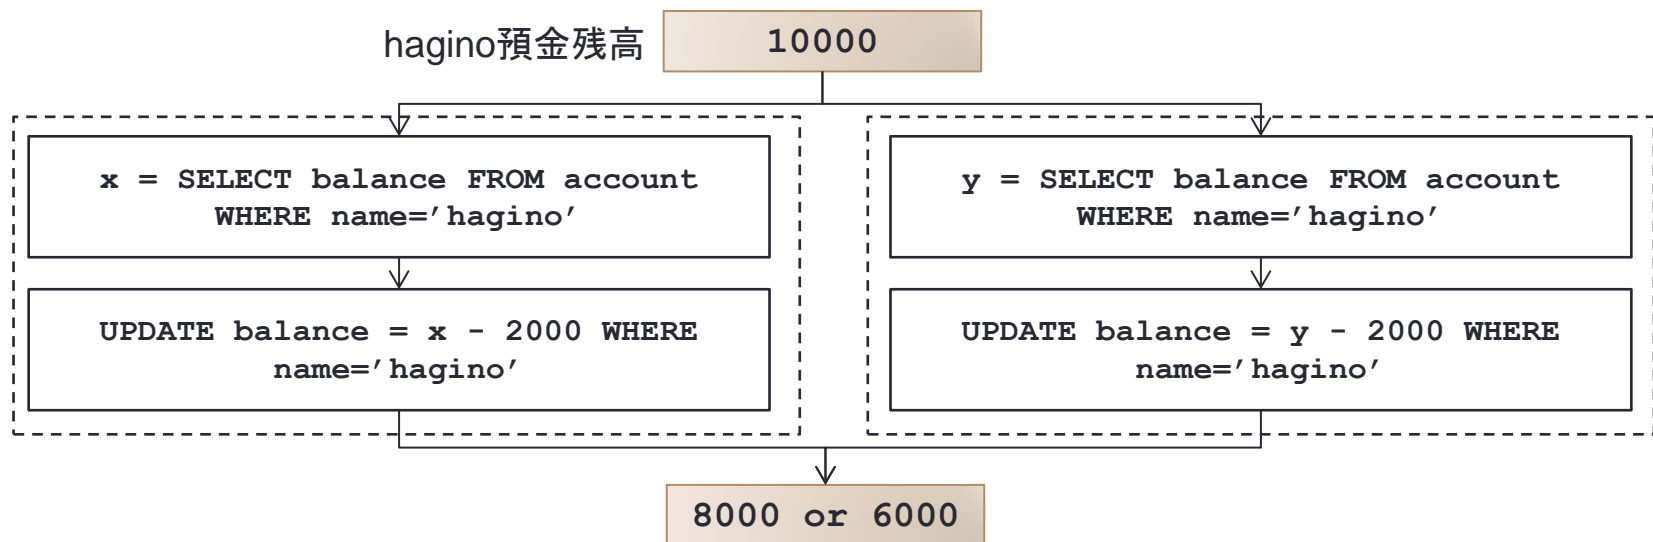 hagino預金残高
10000
x = SELECT balance FROM account
WHERE name=’hagino’
y = SELECT balance FROM account
WHERE name=’hagino’
UPDATE balance = x - 2000 WHERE
name=’hagino’
UPDATE balance = y - 2000 WHERE
name=’hagino’
8000 or 6000